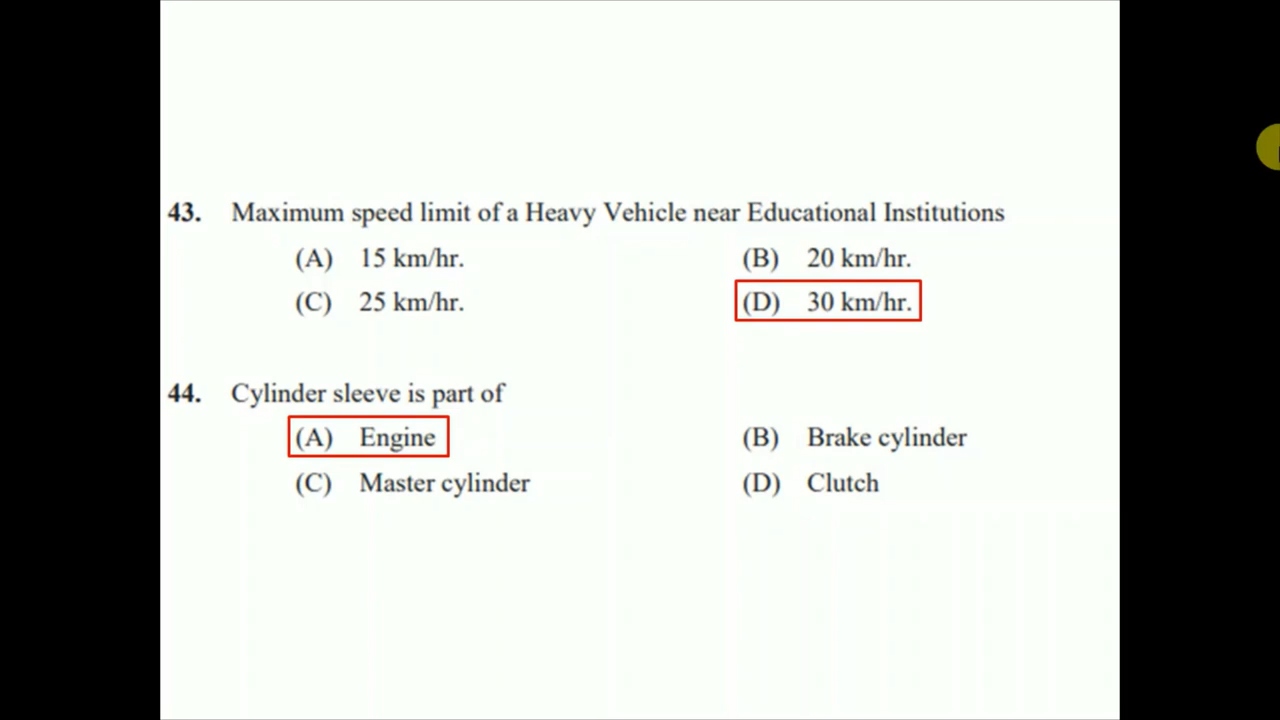 43. Maximum speed limit of a Heavy Vehicle near Educational Institutions
(A) 15 km/hr. (B) 20 km/hr.
(C) 25 km/hr. (D) 30 km/hr.
44. Cylinder sleeve is part of
(A) Engine (B) Brake cylinder
(C) Master cylinder (D) Clutch